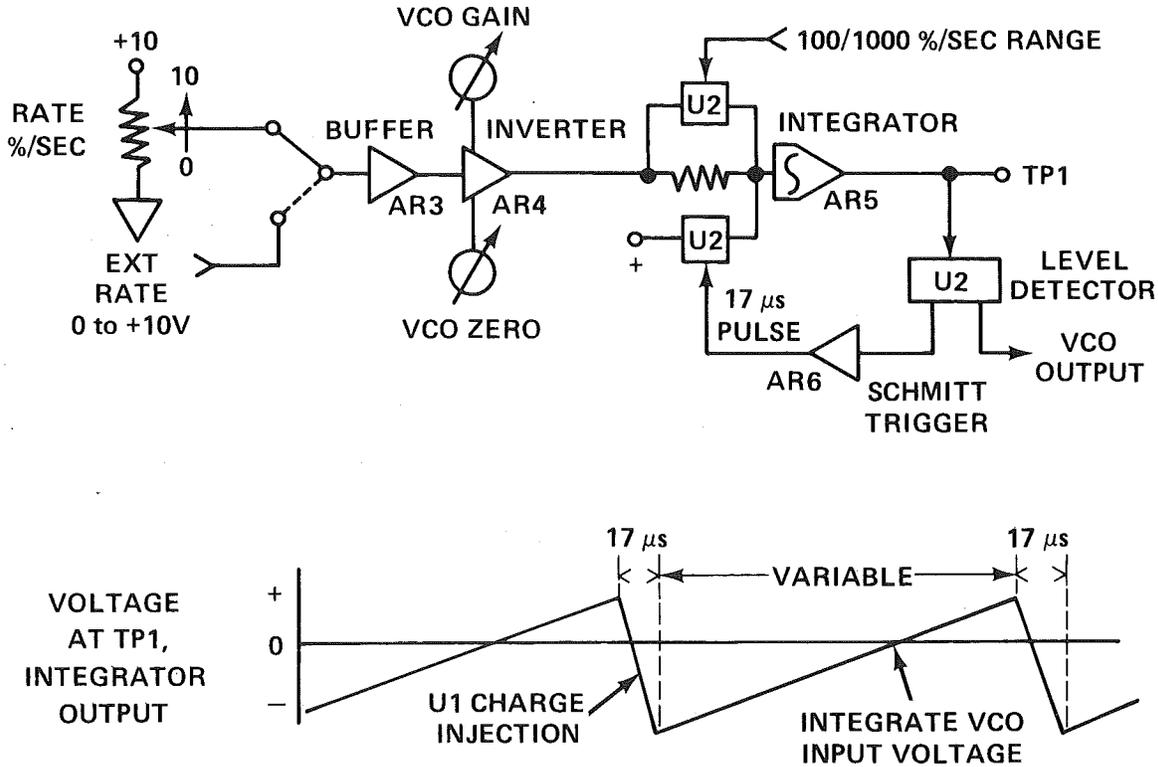 VCO GAIN
+10
10
RATE
%/SEC
0
BUFFER
INVERTER
AR3
AR4
EXT
RATE
0 to +10V
VCO ZERO
100/1000 %/SEC RANGE
U2
INTEGRATOR
AR5
TP1
U2
+
17 μs
PULSE
AR6
U2
LEVEL
DETECTOR
VCO
OUTPUT
SCHMITT
TRIGGER
17 μs
17 μs
VARIABLE
VOLTAGE
AT TP1,
INTEGRATOR
OUTPUT
+
0
−
U1 CHARGE
INJECTION
INTEGRATE VCO
INPUT VOLTAGE